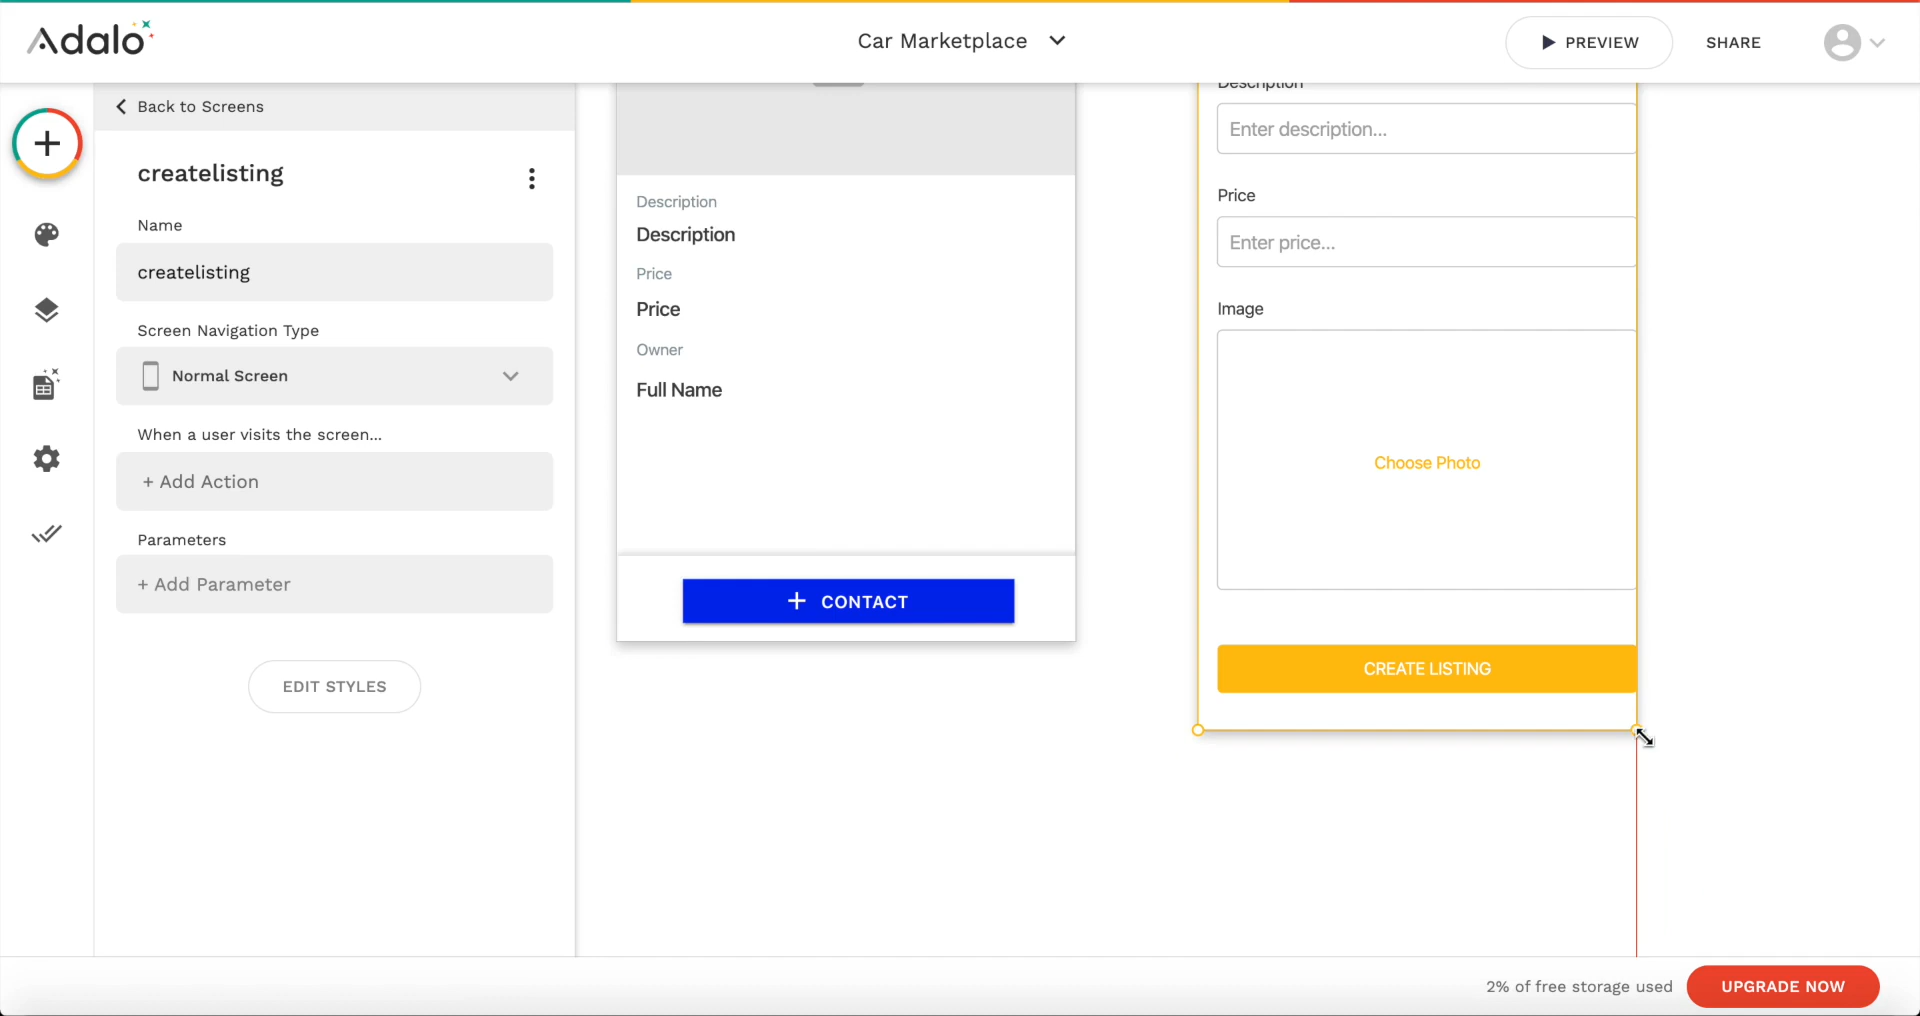 Adalo
Car Marketplace
PREVIEW
SHARE
Back to Screens
createlisting
Name
createlisting
Screen Navigation Type
Normal Screen
When a user visits the screen...
+ Add Action
Parameters
+ Add Parameter
EDIT STYLES
Description
Description
Price
Price
Owner
Full Name
+ CONTACT
Description
Enter description...
Price
Enter price...
Image
Choose Photo
CREATE LISTING
2% of free storage used
UPGRADE NOW